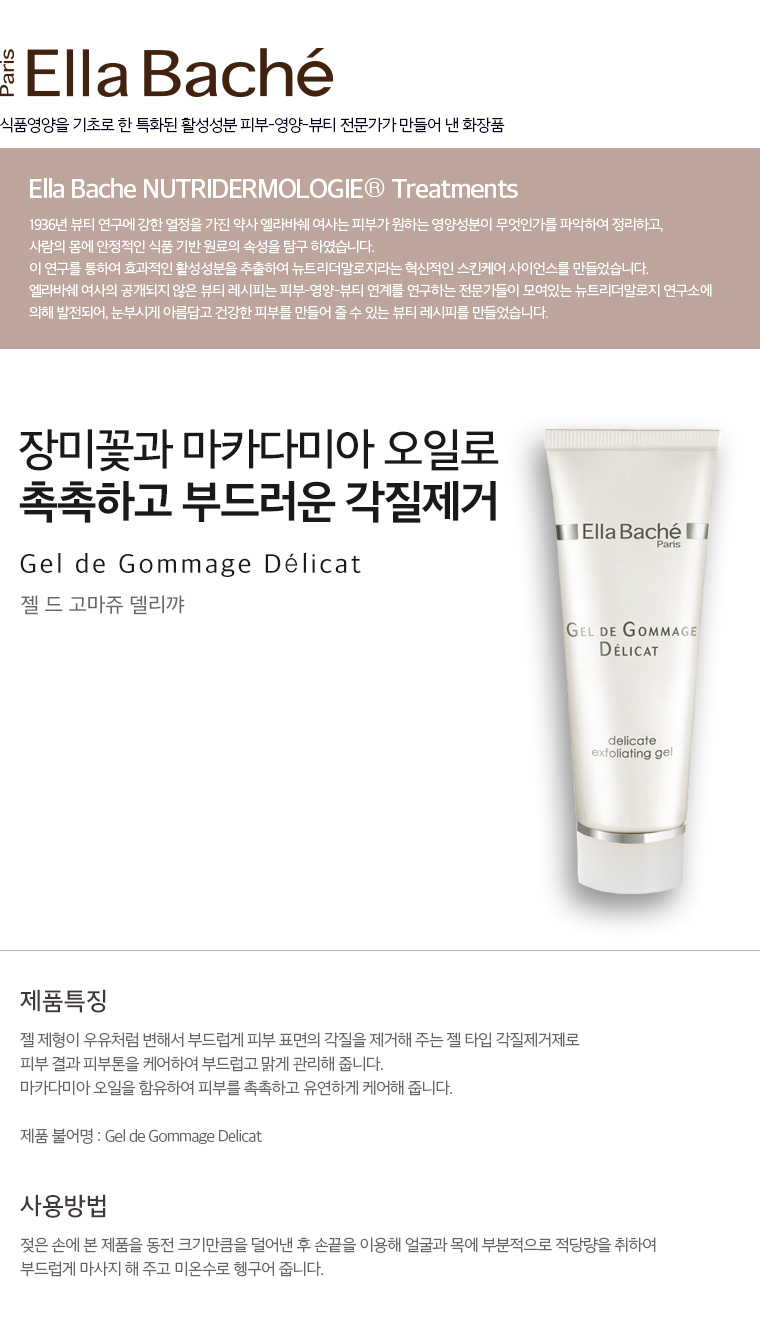 Paris
Ella Baché
식품영양을 기초로 한 특화된 활성성분 피부-영양-뷰티 전문가가 만들어 낸 화장품
Ella Bache NUTRIDERMOLOGIE® Treatments
1936년 뷰티 연구에 강한 열정을 가진 약사 엘라바쉐 여사는 피부가 원하는 영양성분이 무엇인가를 파악하여 정리하고,
사람의 몸에 안정적인 식품 기반 원료의 속성을 탐구 하였습니다.
이 연구를 통하여 효과적인 활성성분을 추출하여 뉴트리더말로지라는 혁신적인 스킨케어 사이언스를 만들었습니다.
엘라바쉐 여사의 공개되지 않은 뷰티 레시피는 피부-영양-뷰티 연계를 연구하는 전문가들이 모여있는 뉴트리더말로지 연구소에
의해 발전되어, 눈부시게 아름답고 건강한 피부를 만들어 줄 수 있는 뷰티 레시피를 만들었습니다.
장미꽃과 마카다미아 오일로
촉촉하고 부드러운 각질제거
Gel de Gommage Délicat
젤 드 고마쥬 델리꺄
Ella Baché
Paris
GEL DE GOMMAGE
DÉLICAT
delicate
exfoliating gel
제품특징
젤 제형이 우유처럼 변해서 부드럽게 피부 표면의 각질을 제거해 주는 젤 타입 각질제거제로
피부 결과 피부톤을 케어하여 부드럽고 맑게 관리해 줍니다.
마카다미아 오일을 함유하여 피부를 촉촉하고 유연하게 케어해 줍니다.
제품 불어명 : Gel de Gommage Delicat
사용방법
젖은 손에 본 제품을 동전 크기만큼을 덜어낸 후 손끝을 이용해 얼굴과 목에 부분적으로 적당량을 취하여
부드럽게 마사지 해 주고 미온수로 헹구어 줍니다.